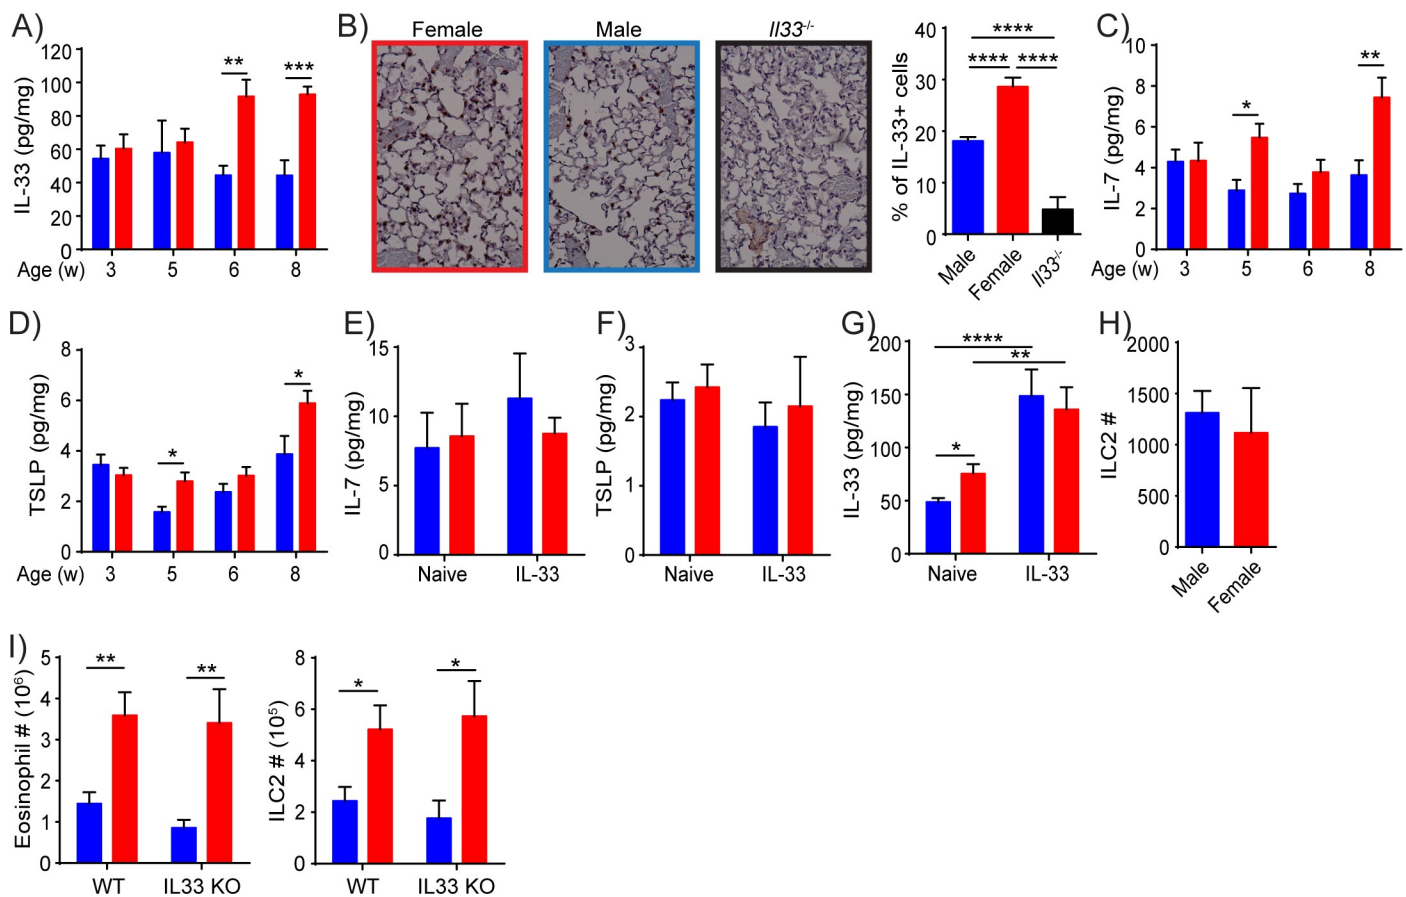 A)
IL-33 (pg/mg)
120
100
80
60
40
20
0
** ***
Age (w) 3 5 6 8
B)
Female Male Il33-/-
% of IL-33+ cells
40
30
20
10
0
****
**** ****
Male Female Il33-/-
C)
IL-7 (pg/mg)
10
8
6
4
2
0
* **
Age (w) 3 5 6 8
D)
TSLP (pg/mg)
8
6
4
2
0
* *
Age (w) 3 5 6 8
E)
IL-7 (pg/mg)
15
10
5
0
Naive IL-33
F)
TSLP (pg/mg)
3
2
1
0
Naive IL-33
G)
IL-33 (pg/mg)
200
150
100
50
0
****
**
*
Naive IL-33
H)
ILC2 #
2000
1500
1000
500
0
Male Female
I)
Eosinophil # (10⁶)
5
4
3
2
1
0
** **
WT IL33 KO
ILC2 # (10⁵)
8
6
4
2
0
* *
WT IL33 KO